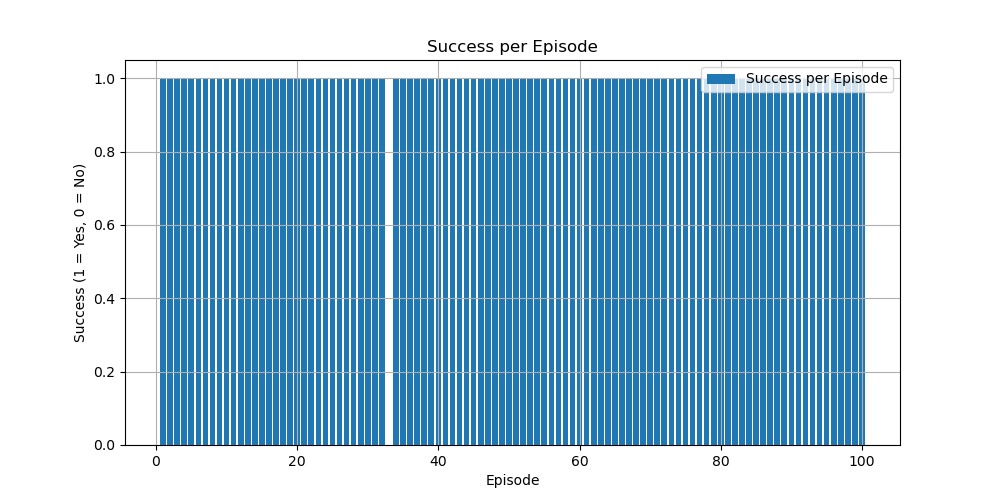 Success per Episode
Success per Episode
Success (1 = Yes, 0 = No)
1.0
0.8
0.6
0.4
0.2
0.0
0 20 40 60 80 100
Episode